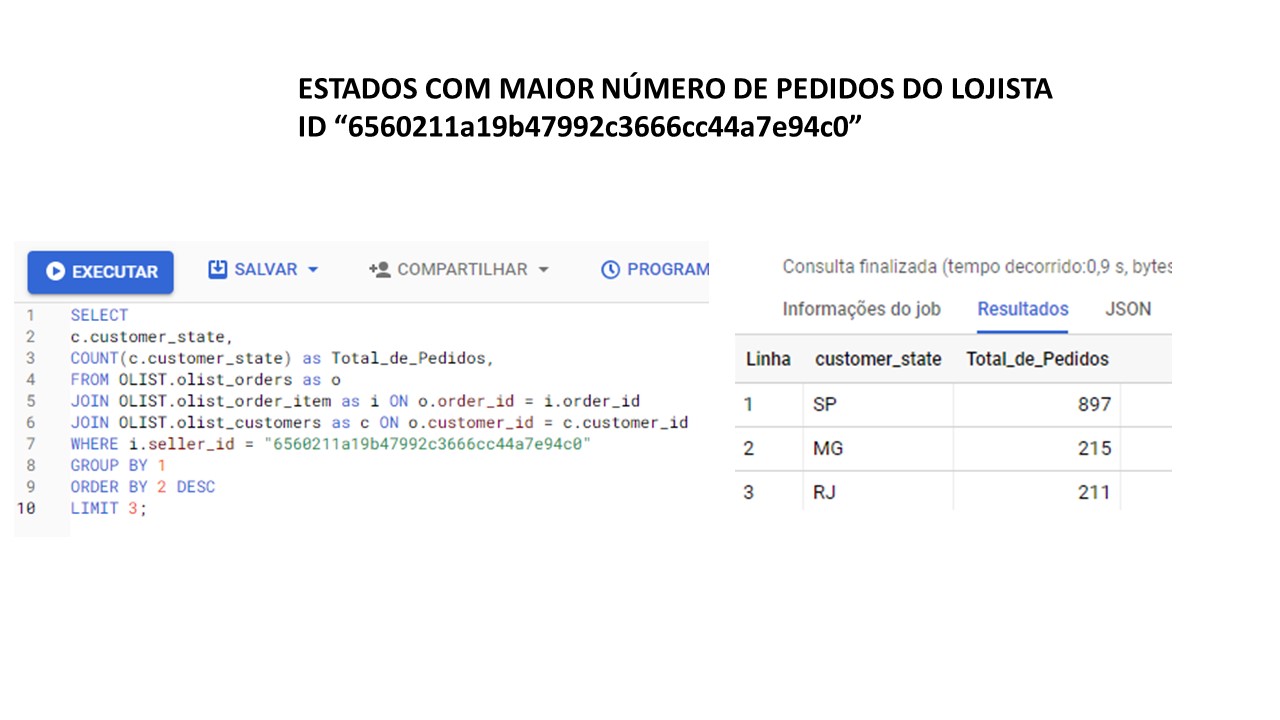 ESTADOS COM MAIOR NÚMERO DE PEDIDOS DO LOJISTA
ID “6560211a19b47992c3666cc44a7e94c0”
EXECUTAR SALVAR COMPARTILHAR PROGRAM
1 SELECT
2 c.customer_state,
3 COUNT(c.customer_state) as Total_de_Pedidos,
4 FROM OLIST.olist_orders as o
5 JOIN OLIST.olist_order_item as i ON o.order_id = i.order_id
6 JOIN OLIST.olist_customers as c ON o.customer_id = c.customer_id
7 WHERE i.seller_id = "6560211a19b47992c3666cc44a7e94c0"
8 GROUP BY 1
9 ORDER BY 2 DESC
10 LIMIT 3;
Consulta finalizada (tempo decorrido:0,9 s, bytes
Informações do job Resultados JSON
Linha customer_state Total_de_Pedidos
1 SP 897
2 MG 215
3 RJ 211